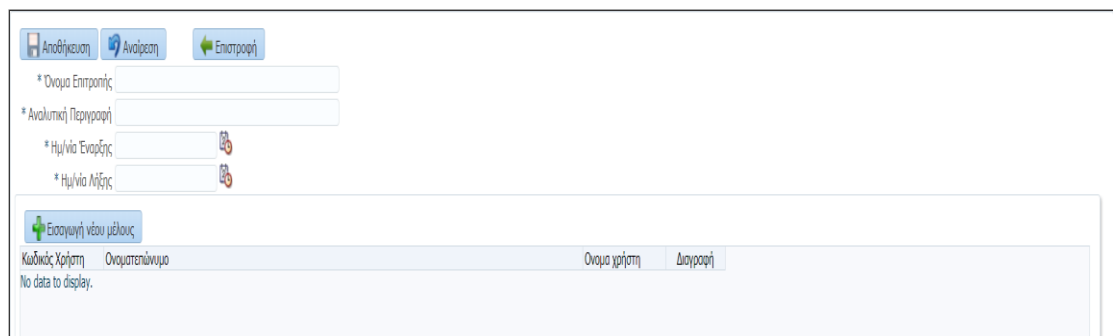 Αποθήκευση Αναίρεση Επιστροφή
* Όνομα Επιτροπής
* Αναλυτική Περιγραφή
* Ημ/νία Έναρξης
* Ημ/νία Λήξης
Εισαγωγή νέου μέλους
Κωδικός Χρήστη Ονοματεπώνυμο Ονομα χρήστη Διαγραφή
No data to display.